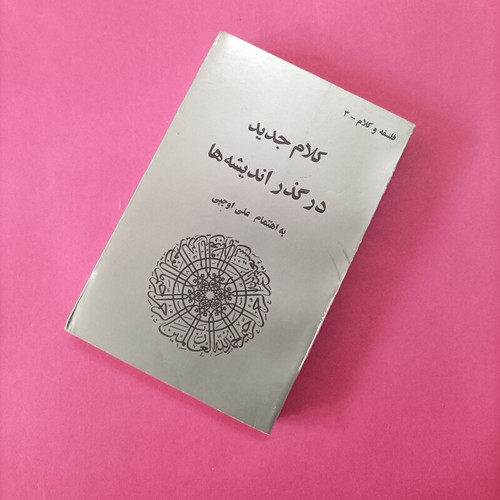 فلسفه و کلام - ۲
کلام جدید
در گذر اندیشه‌ها
به اهتمام علی اوجبی